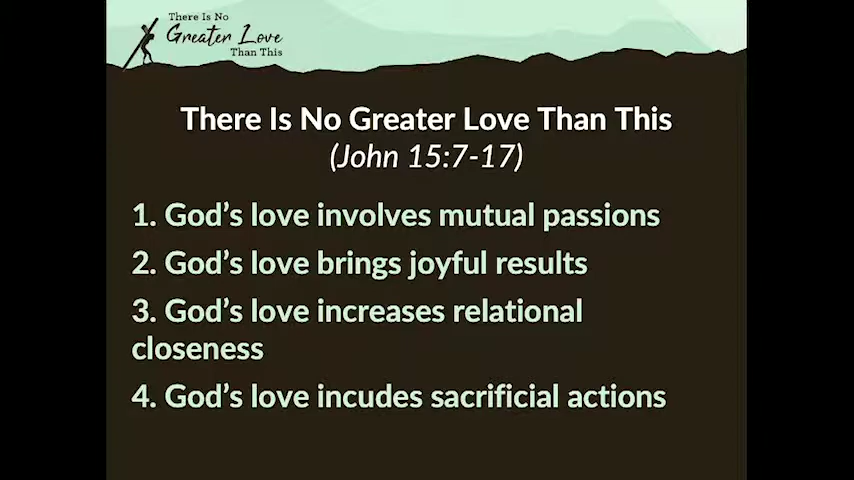 There Is No
Greater Love
Than This
There Is No Greater Love Than This
(John 15:7-17)
1. God’s love involves mutual passions
2. God’s love brings joyful results
3. God’s love increases relational
closeness
4. God’s love incudes sacrificial actions